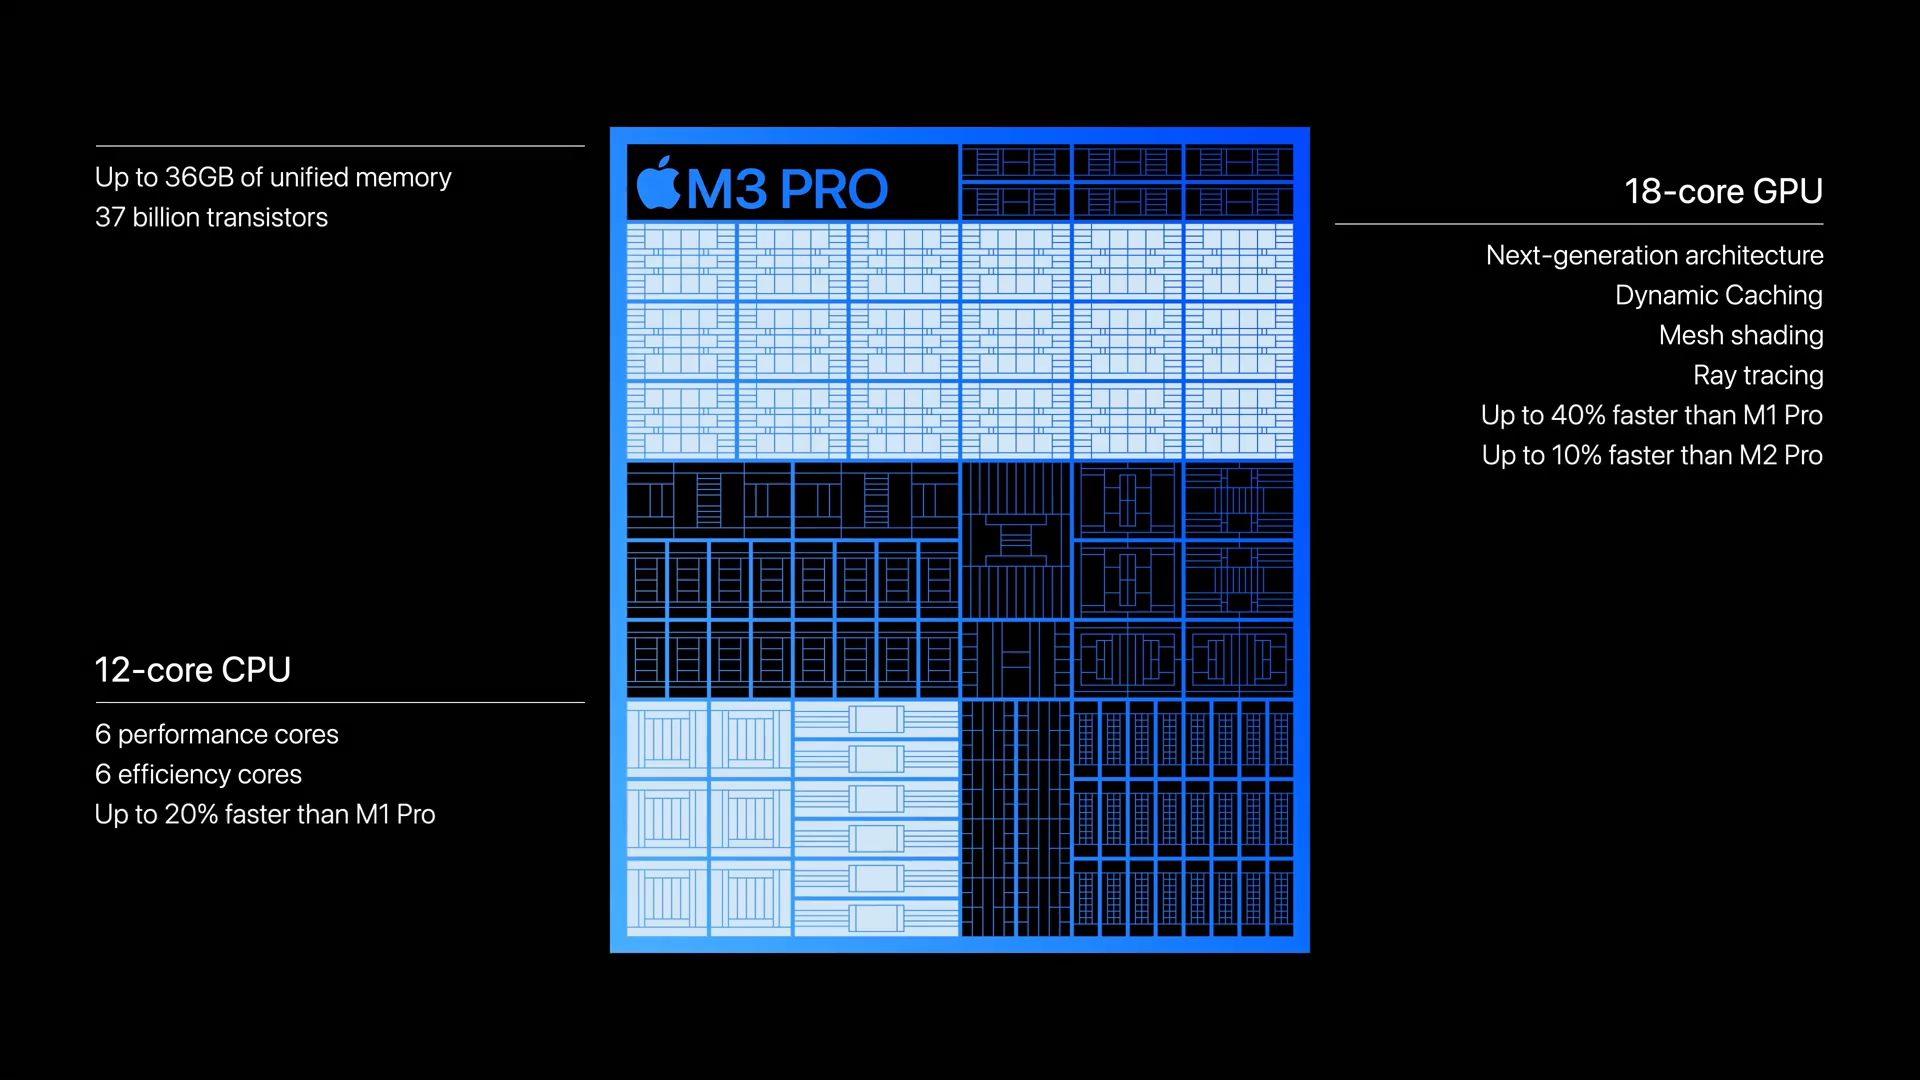 Up to 36GB of unified memory
37 billion transistors
12-core CPU
6 performance cores
6 efficiency cores
Up to 20% faster than M1 Pro
M3 PRO
18-core GPU
Next-generation architecture
Dynamic Caching
Mesh shading
Ray tracing
Up to 40% faster than M1 Pro
Up to 10% faster than M2 Pro